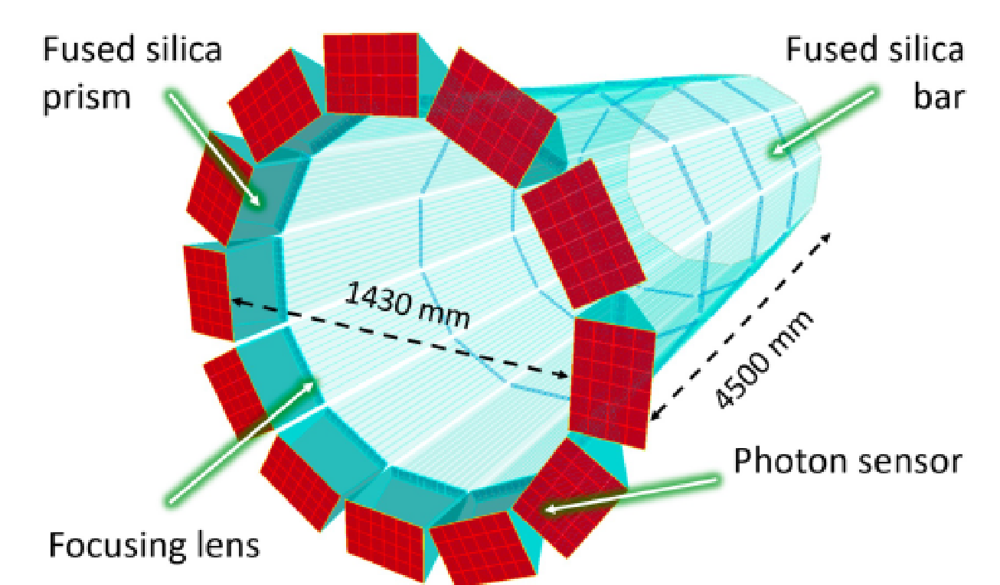 Fused silica
prism
Fused silica
bar
1430 mm
4500 mm
Photon sensor
Focusing lens